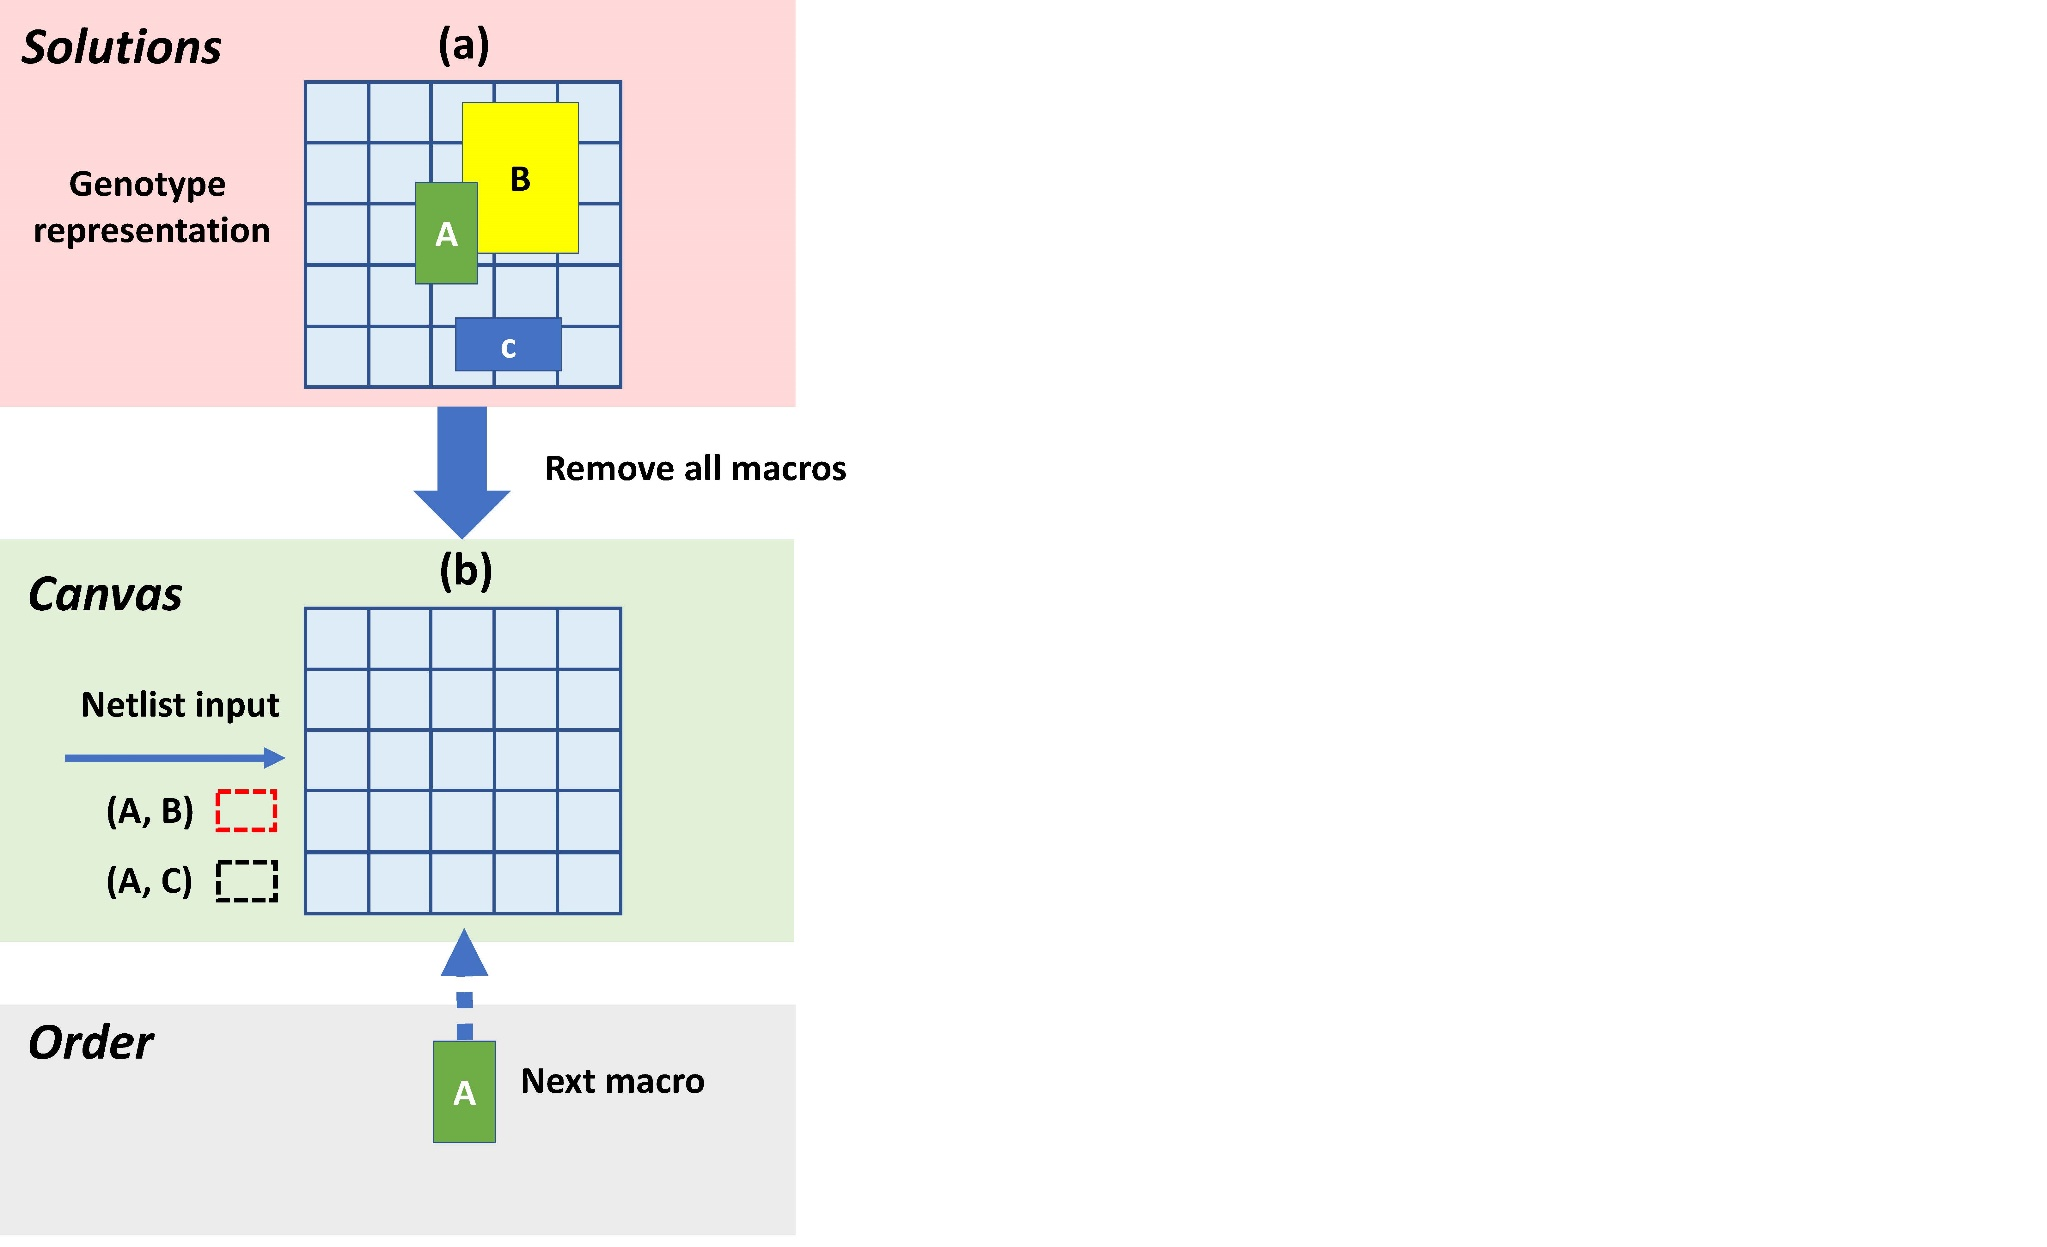 Solutions
(a)
Genotype
representation
B
A
c
Remove all macros
(b)
Canvas
Netlist input
(A, B)
(A, C)
Order
A
Next macro